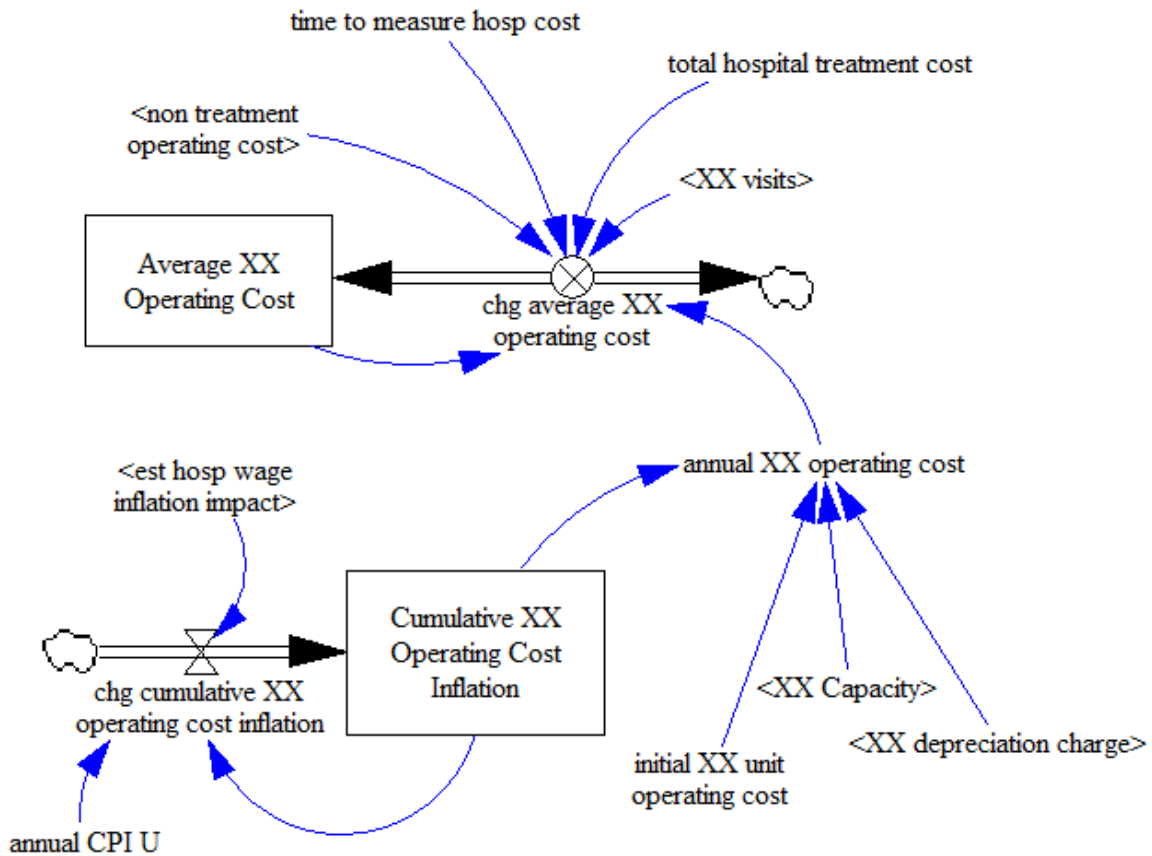 time to measure hosp cost
total hospital treatment cost
<non treatment
operating cost>
<XX visits>
Average XX
Operating Cost
chg average XX
operating cost
<est hosp wage
inflation impact>
annual XX operating cost
Cumulative XX
Operating Cost
Inflation
chg cumulative XX
operating cost inflation
<XX Capacity>
<XX depreciation charge>
initial XX unit
operating cost
annual CPI U